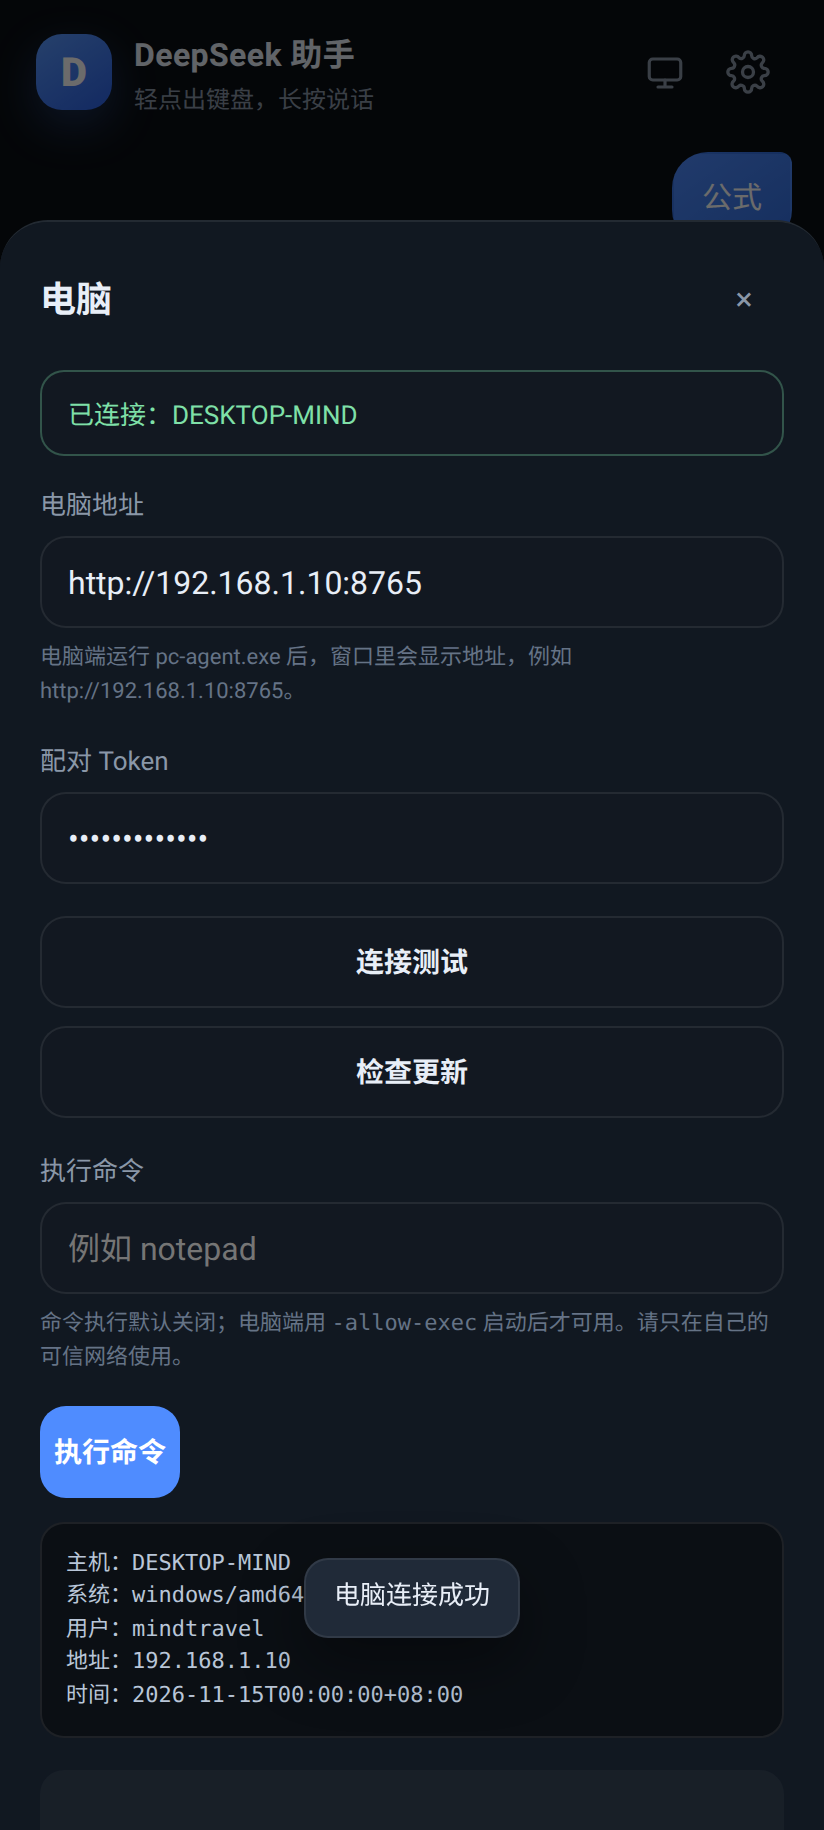 D
DeepSeek 助手
轻点出键盘，长按说话
公式
电脑
×
已连接：DESKTOP-MIND
电脑地址
http://192.168.1.10:8765
电脑端运行 pc-agent.exe 后，窗口里会显示地址，例如
http://192.168.1.10:8765。
配对 Token
•••••••••••••
连接测试
检查更新
执行命令
例如 notepad
命令执行默认关闭；电脑端用 -allow-exec 启动后才可用。请只在自己的
可信网络使用。
执行命令
主机：DESKTOP-MIND
系统：windows/amd64
电脑连接成功
用户：mindtravel
地址：192.168.1.10
时间：2026-11-15T00:00:00+08:00